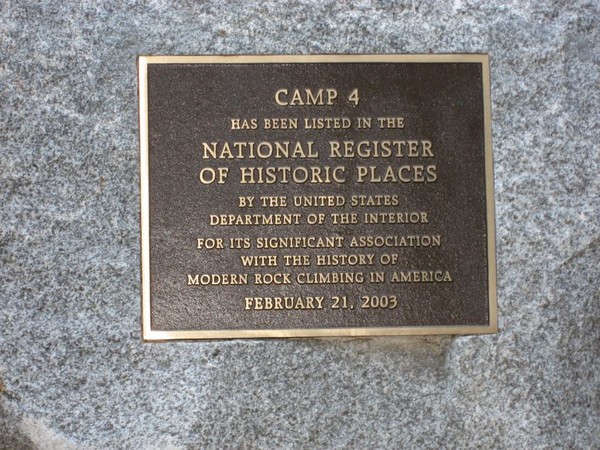 CAMP 4
HAS BEEN LISTED IN THE
NATIONAL REGISTER
OF HISTORIC PLACES
BY THE UNITED STATES
DEPARTMENT OF THE INTERIOR
FOR ITS SIGNIFICANT ASSOCIATION
WITH THE HISTORY OF
MODERN ROCK CLIMBING IN AMERICA
FEBRUARY 21, 2003